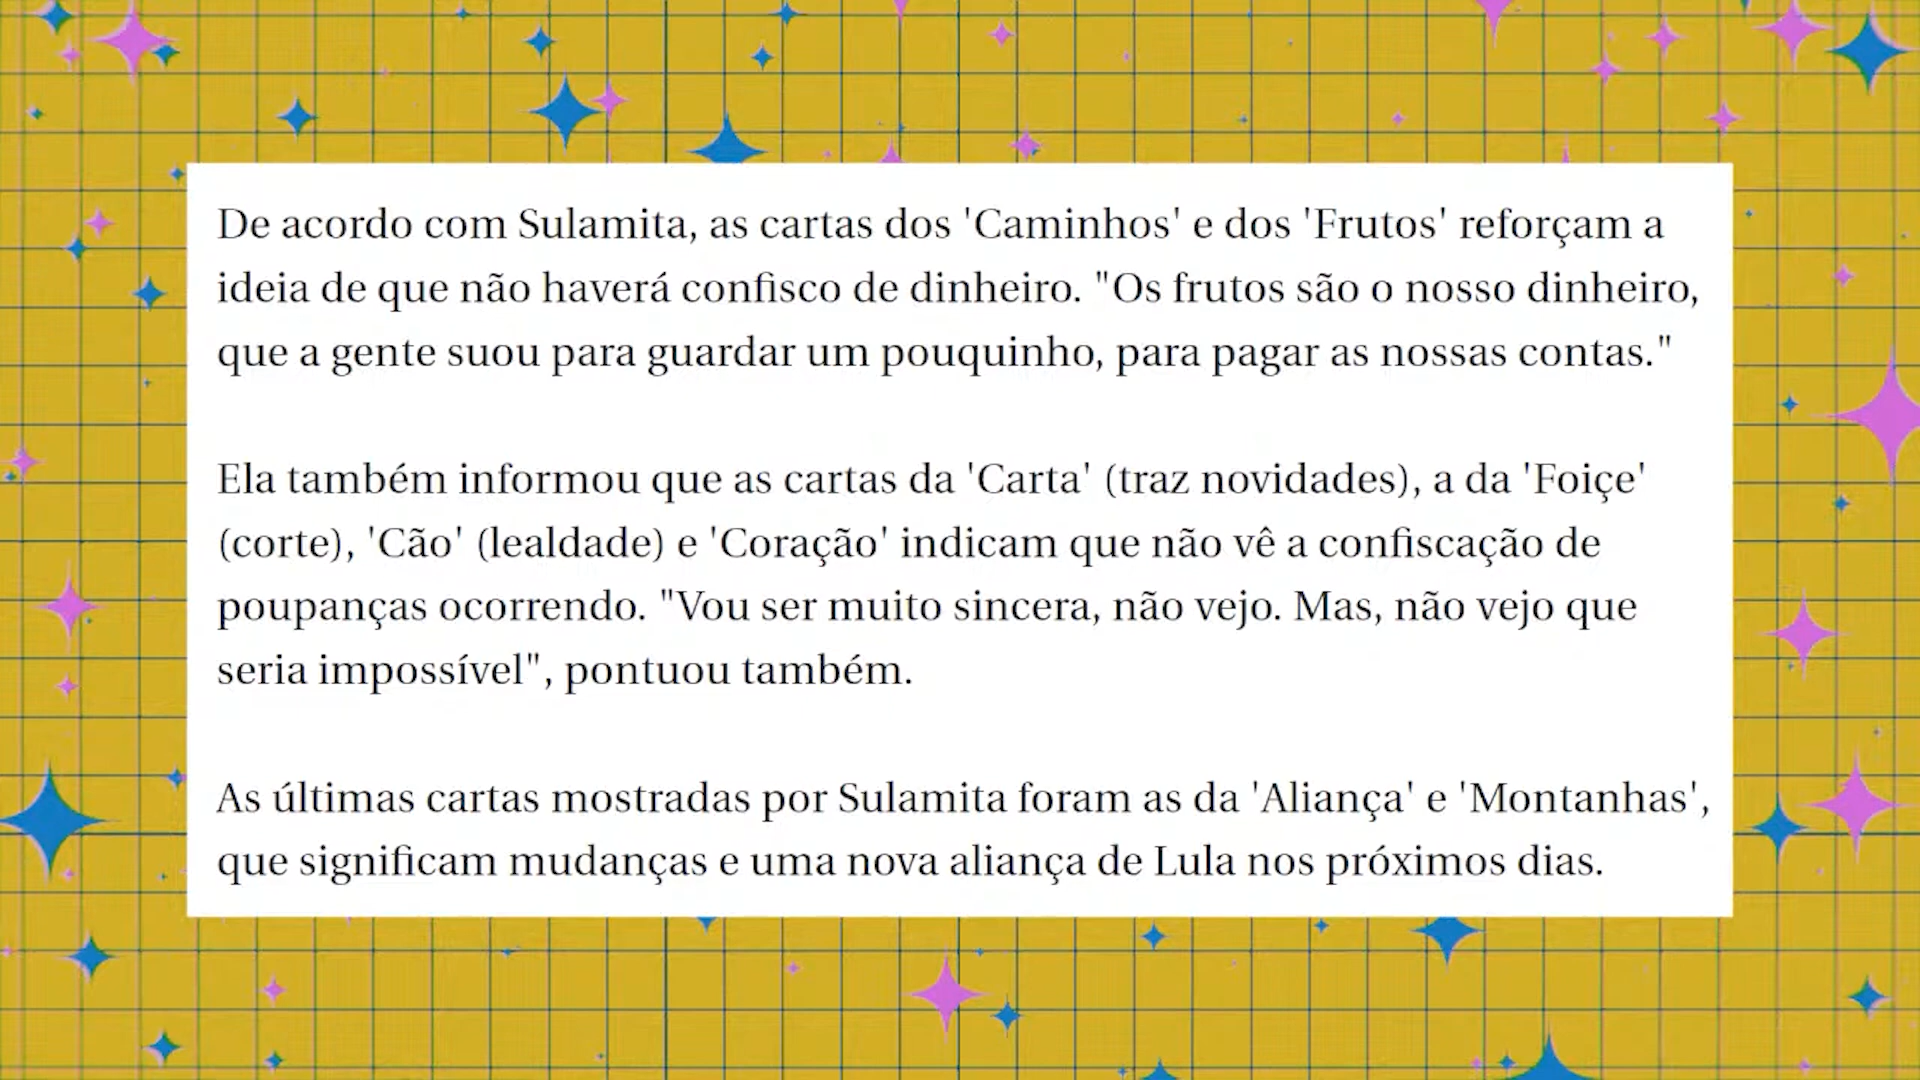 De acordo com Sulamita, as cartas dos 'Caminhos' e dos 'Frutos' reforçam a
ideia de que não haverá confisco de dinheiro. "Os frutos são o nosso dinheiro,
que a gente suou para guardar um pouquinho, para pagar as nossas contas."
Ela também informou que as cartas da 'Carta' (traz novidades), a da 'Foiçe'
(corte), 'Cão' (lealdade) e 'Coração' indicam que não vê a confiscação de
poupanças ocorrendo. "Vou ser muito sincera, não vejo. Mas, não vejo que
seria impossível", pontuou também.
As últimas cartas mostradas por Sulamita foram as da 'Aliança' e 'Montanhas',
que significam mudanças e uma nova aliança de Lula nos próximos dias.